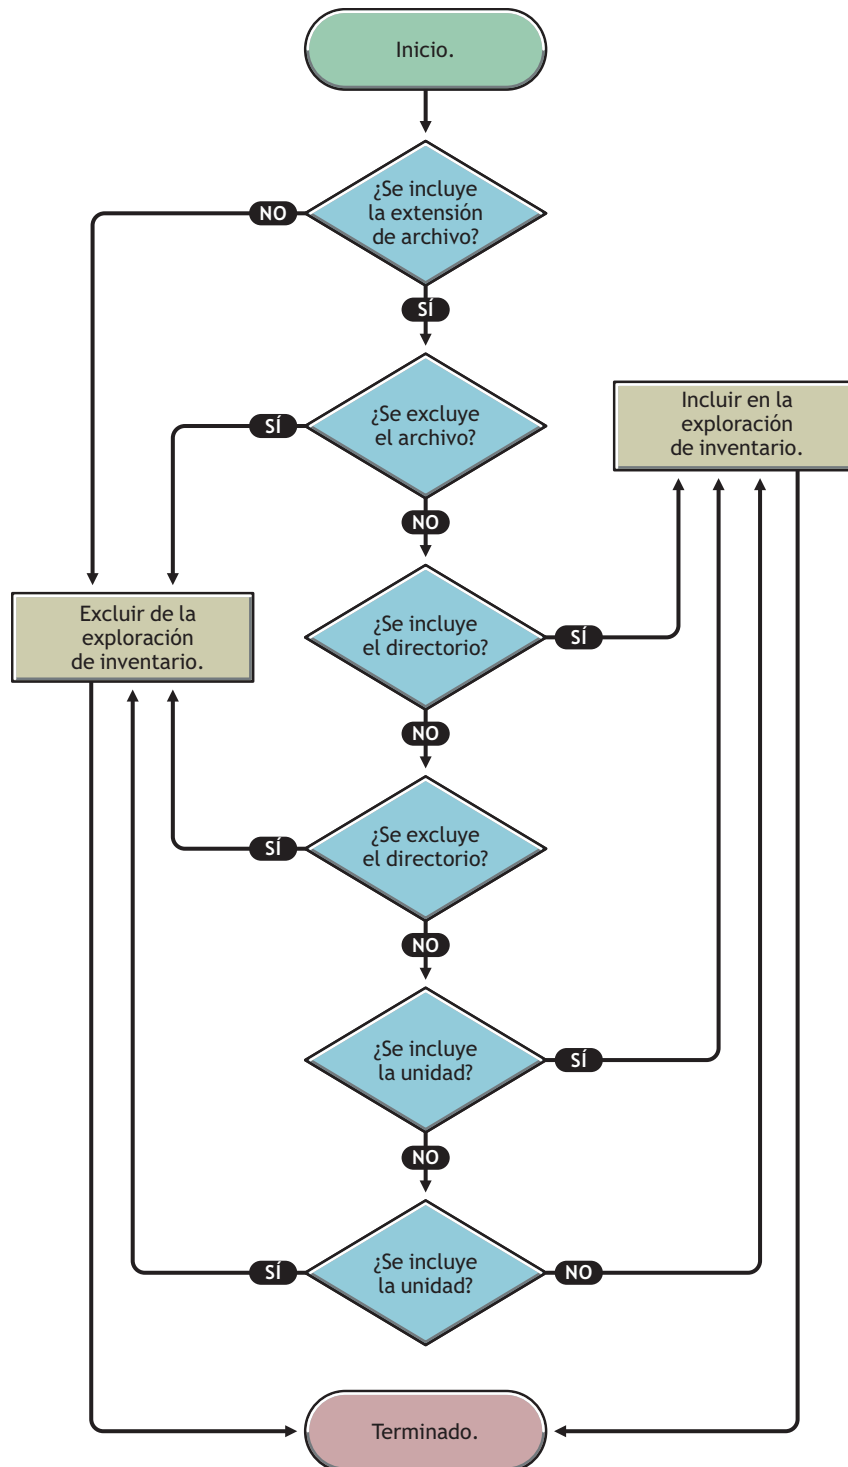 Inicio.
¿Se incluye
la extensión
de archivo?
NO
SÍ
¿Se excluye
el archivo?
SÍ
NO
Incluir en la
exploración
de inventario.
Excluir de la
exploración
de inventario.
¿Se incluye
el directorio?
SÍ
NO
¿Se excluye
el directorio?
SÍ
NO
¿Se incluye
la unidad?
SÍ
NO
¿Se incluye
la unidad?
SÍ
NO
Terminado.